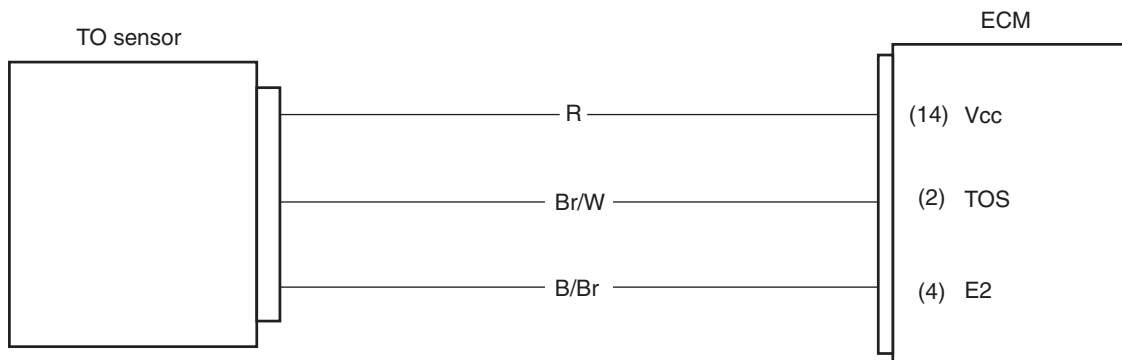 TO sensor
ECM
R
(14) Vcc
Br/W
(2) TOS
B/Br
(4) E2